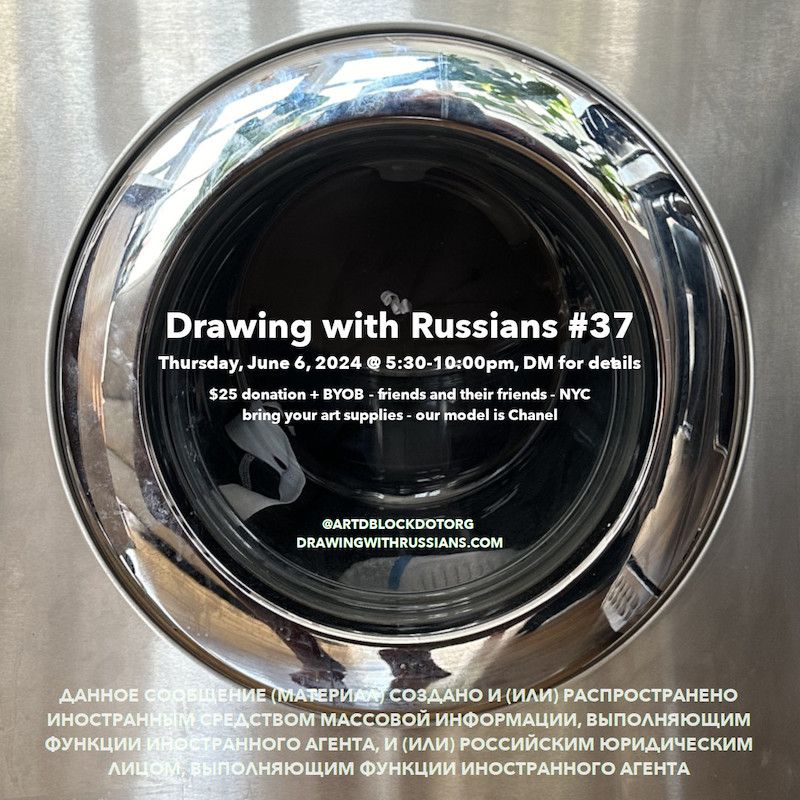 Drawing with Russians #37
Thursday, June 6, 2024 @ 5:30-10:00pm, DM for details
$25 donation + BYOB - friends and their friends - NYC
bring your art supplies - our model is Chanel
@ARTDBLOCKDOTORG
DRAWINGWITHRUSSIANS.COM
ДАННОЕ СООБЩЕНИЕ (МАТЕРИАЛ) СОЗДАНО И (ИЛИ) РАСПРОСТРАНЕНО
ИНОСТРАННЫМ СРЕДСТВОМ МАССОВОЙ ИНФОРМАЦИИ, ВЫПОЛНЯЮЩИМ
ФУНКЦИИ ИНОСТРАННОГО АГЕНТА, И (ИЛИ) РОССИЙСКИМ ЮРИДИЧЕСКИМ
ЛИЦОМ, ВЫПОЛНЯЮЩИМ ФУНКЦИИ ИНОСТРАННОГО АГЕНТА